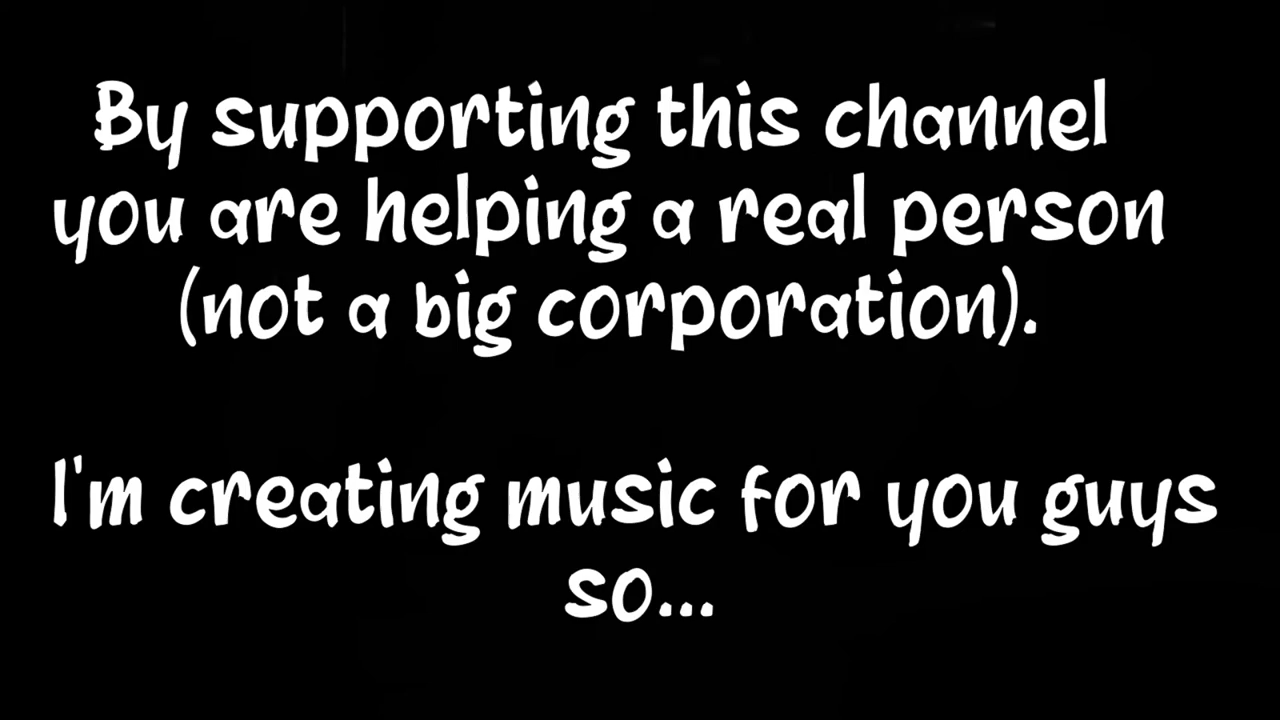 By supporting this channel
you are helping a real person
(not a big corporation).
I'm creating music for you guys
so...